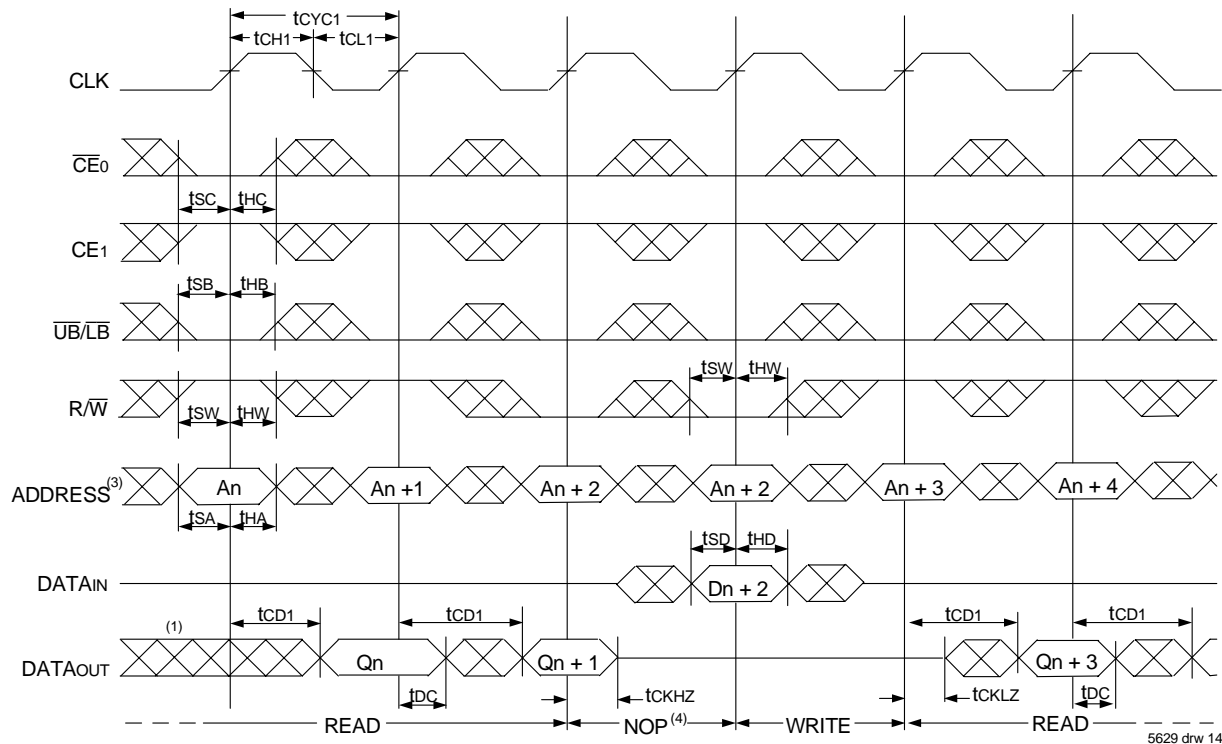 tCYC1
tCH1 tCL1
CLK
CE0
tSC tHC
CE1
tSB tHB
UB/LB
tSW tHW
R/W
tSW tHW
ADDRESS(3) An An +1 An + 2 An + 2 An + 3 An + 4
tSA tHA
tSD tHD
DATAIN Dn + 2
tCD1 tCD1 tCD1 tCD1
(1)
DATAOUT Qn Qn + 1 Qn + 3
tDC tCKHZ tCKLZ tDC
READ NOP(4) WRITE READ
5629 drw 14